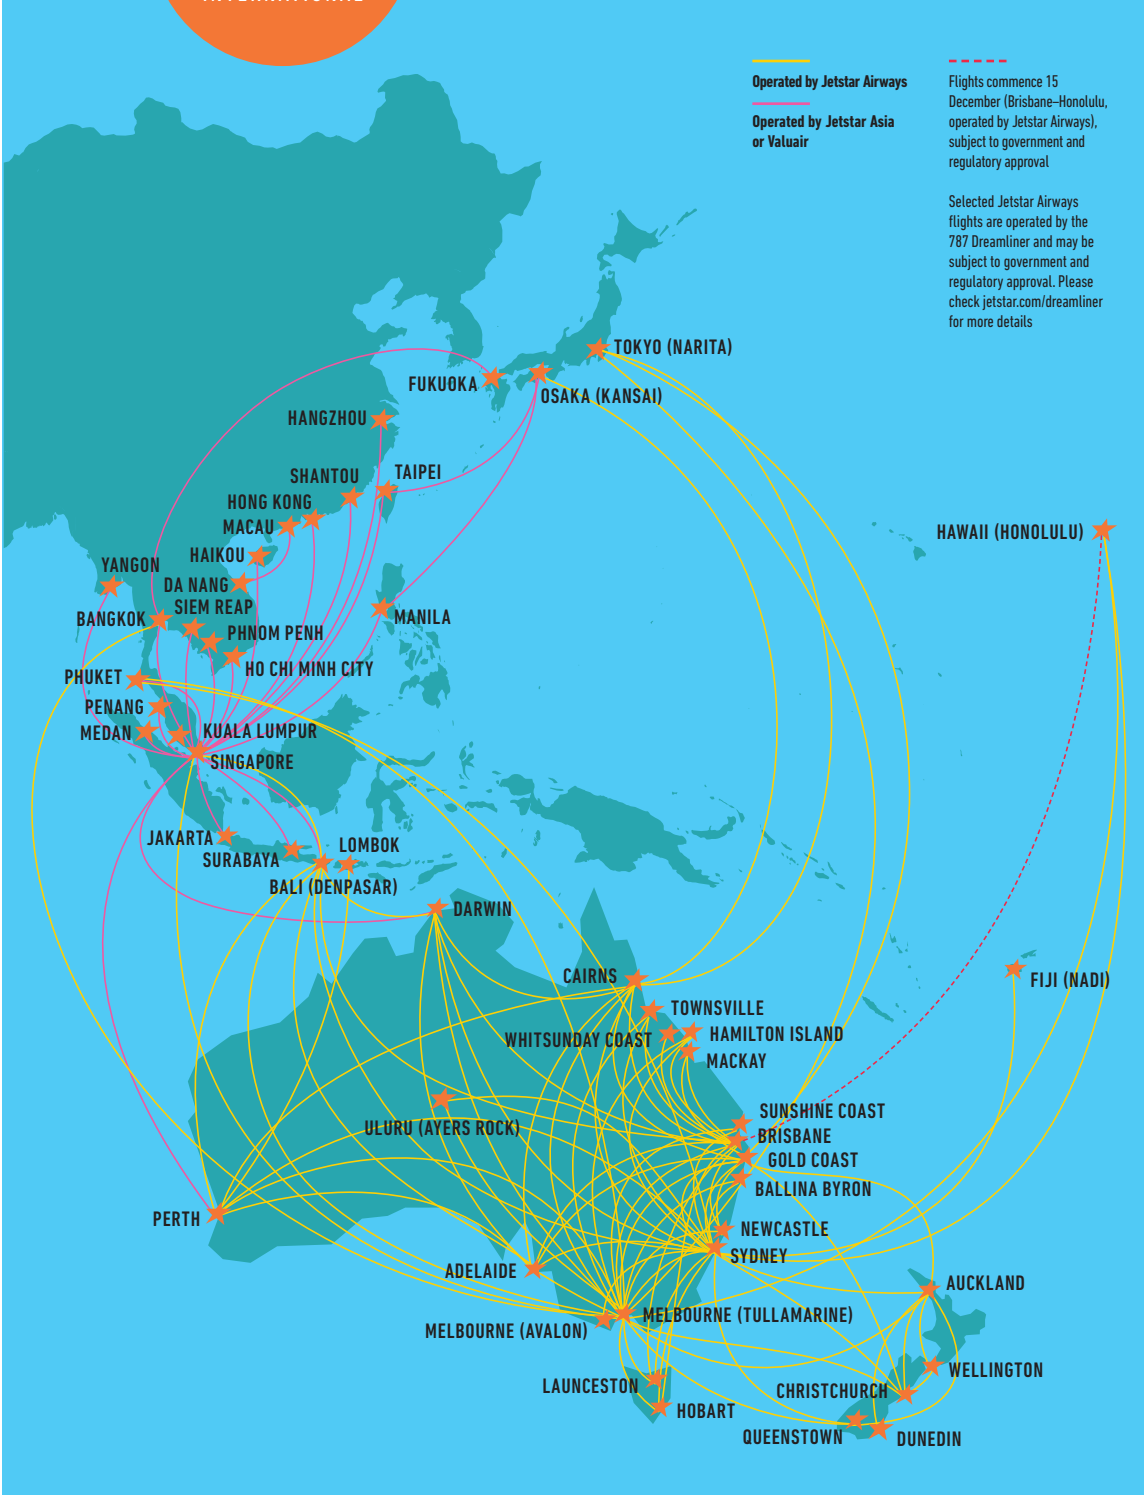 INTERNATIONAL
Operated by Jetstar Airways
Operated by Jetstar Asia
or Valuair
Flights commence 15
December (Brisbane–Honolulu,
operated by Jetstar Airways),
subject to government and
regulatory approval
Selected Jetstar Airways
flights are operated by the
787 Dreamliner and may be
subject to government and
regulatory approval. Please
check jetstar.com/dreamliner
for more details
TOKYO (NARITA)
FUKUOKA
OSAKA (KANSAI)
HANGZHOU
TAIPEI
SHANTOU
HONG KONG
MACAU
HAWAII (HONOLULU)
HAIKOU
YANGON
DA NANG
SIEM REAP
BANGKOK
MANILA
PHNOM PENH
HO CHI MINH CITY
PHUKET
PENANG
MEDAN
KUALA LUMPUR
SINGAPORE
JAKARTA
LOMBOK
SURABAYA
BALI (DENPASAR)
DARWIN
CAIRNS
FIJI (NADI)
TOWNSVILLE
HAMILTON ISLAND
WHITSUNDAY COAST
MACKAY
SUNSHINE COAST
ULURU (AYERS ROCK)
BRISBANE
GOLD COAST
BALLINA BYRON
PERTH
NEWCASTLE
SYDNEY
ADELAIDE
AUCKLAND
MELBOURNE (TULLAMARINE)
MELBOURNE (AVALON)
WELLINGTON
LAUNCESTON
CHRISTCHURCH
HOBART
QUEENSTOWN
DUNEDIN